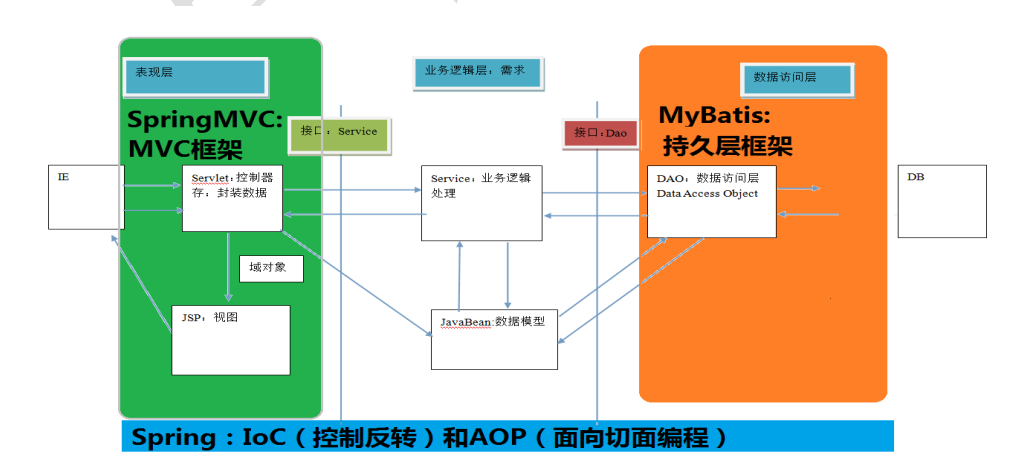 表现层
业务逻辑层：需求
数据访问层
SpringMVC:
MVC框架
接口：Service
接口：Dao
MyBatis:
持久层框架
IE
Servlet：控制器
存：封装数据
Service：业务逻辑
处理
DAO：数据访问层
Data Access Object
DB
域对象
JSP：视图
JavaBean:数据模型
Spring：IoC（控制反转）和AOP（面向切面编程）